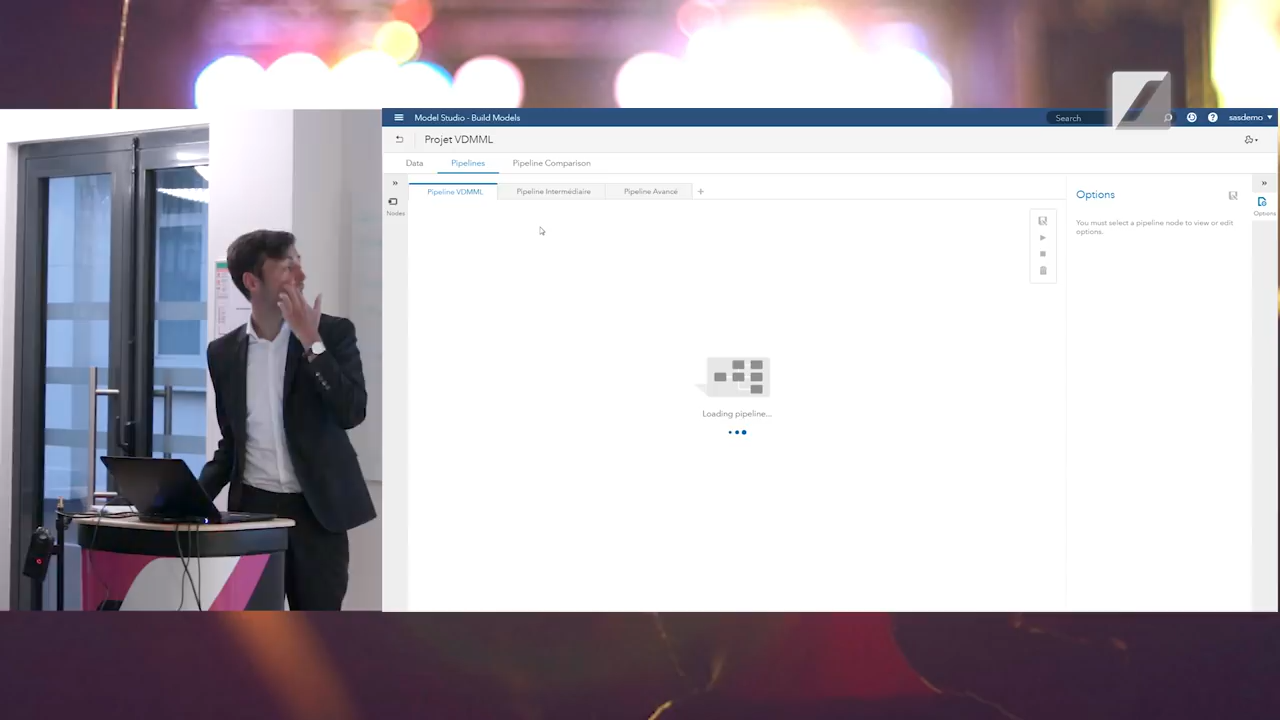 Model Studio - Build Models
Search
sasdemo
Projet VDMML
Data
Pipelines
Pipeline Comparison
Pipeline VDMML
Pipeline Intermédiaire
Pipeline Avancé
Nodes
Options
You must select a pipeline node to view or edit
options.
Options
Loading pipeline...